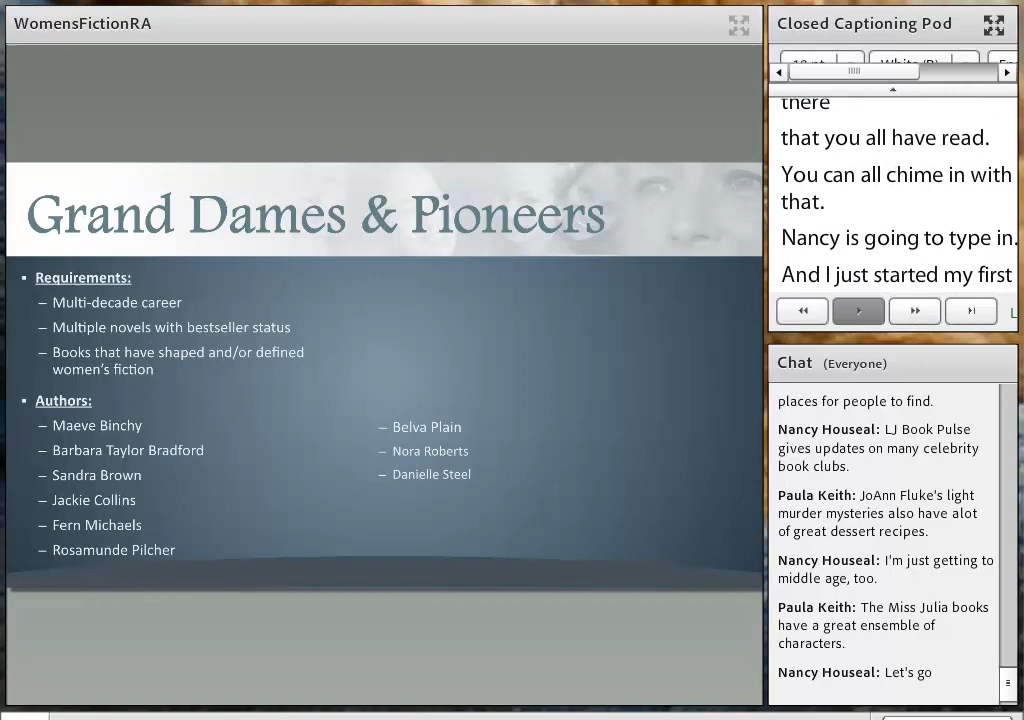 WomensFictionRA
Grand Dames & Pioneers
▪ Requirements:
– Multi-decade career
– Multiple novels with bestseller status
– Books that have shaped and/or defined
women's fiction
▪ Authors:
– Maeve Binchy
– Barbara Taylor Bradford
– Sandra Brown
– Jackie Collins
– Fern Michaels
– Rosamunde Pilcher
– Belva Plain
– Nora Roberts
– Danielle Steel
Closed Captioning Pod
there
that you all have read.
You can all chime in with
that.
Nancy is going to type in.
And I just started my first
Chat (Everyone)
places for people to find.
Nancy Houseal: LJ Book Pulse
gives updates on many celebrity
book clubs.
Paula Keith: JoAnn Fluke's light
murder mysteries also have alot
of great dessert recipes.
Nancy Houseal: I'm just getting to
middle age, too.
Paula Keith: The Miss Julia books
have a great ensemble of
characters.
Nancy Houseal: Let's go